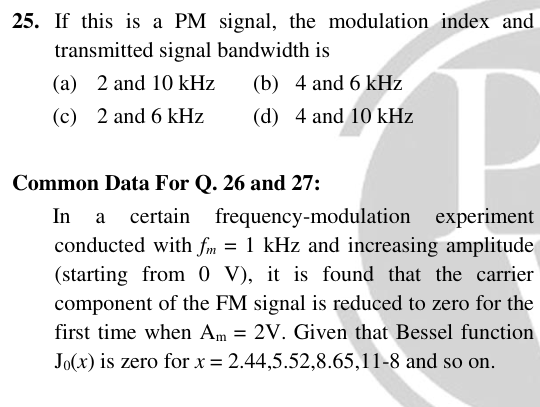 25. If this is a PM signal, the modulation index and
transmitted signal bandwidth is
(a) 2 and 10 kHz (b) 4 and 6 kHz
(c) 2 and 6 kHz (d) 4 and 10 kHz
Common Data For Q. 26 and 27:
In a certain frequency-modulation experiment
conducted with fm = 1 kHz and increasing amplitude
(starting from 0 V), it is found that the carrier
component of the FM signal is reduced to zero for the
first time when Am = 2V. Given that Bessel function
J0(x) is zero for x = 2.44,5.52,8.65,11-8 and so on.